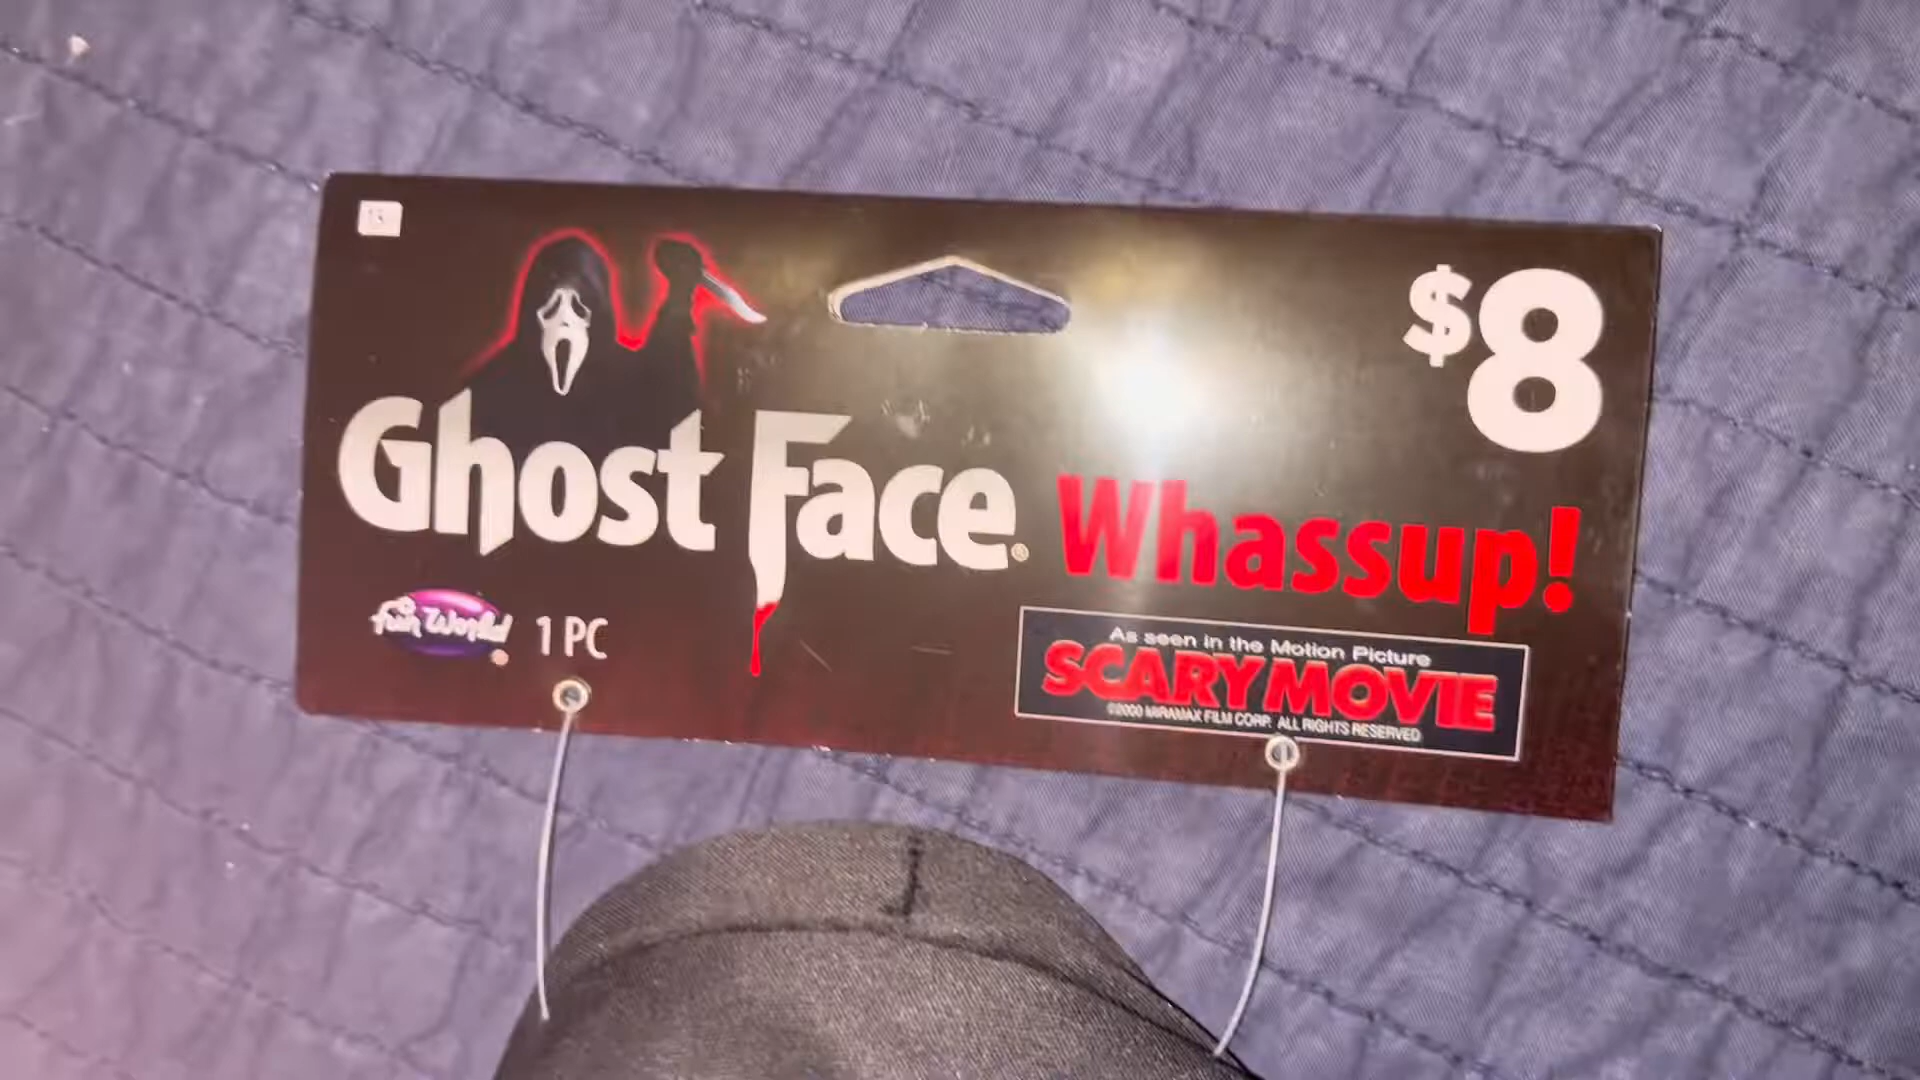 $8
Ghost Face®
Whassup!
fun World!
1 PC
As seen in the Motion Picture
SCARY MOVIE
©2000 MIRAMAX FILM CORP. ALL RIGHTS RESERVED